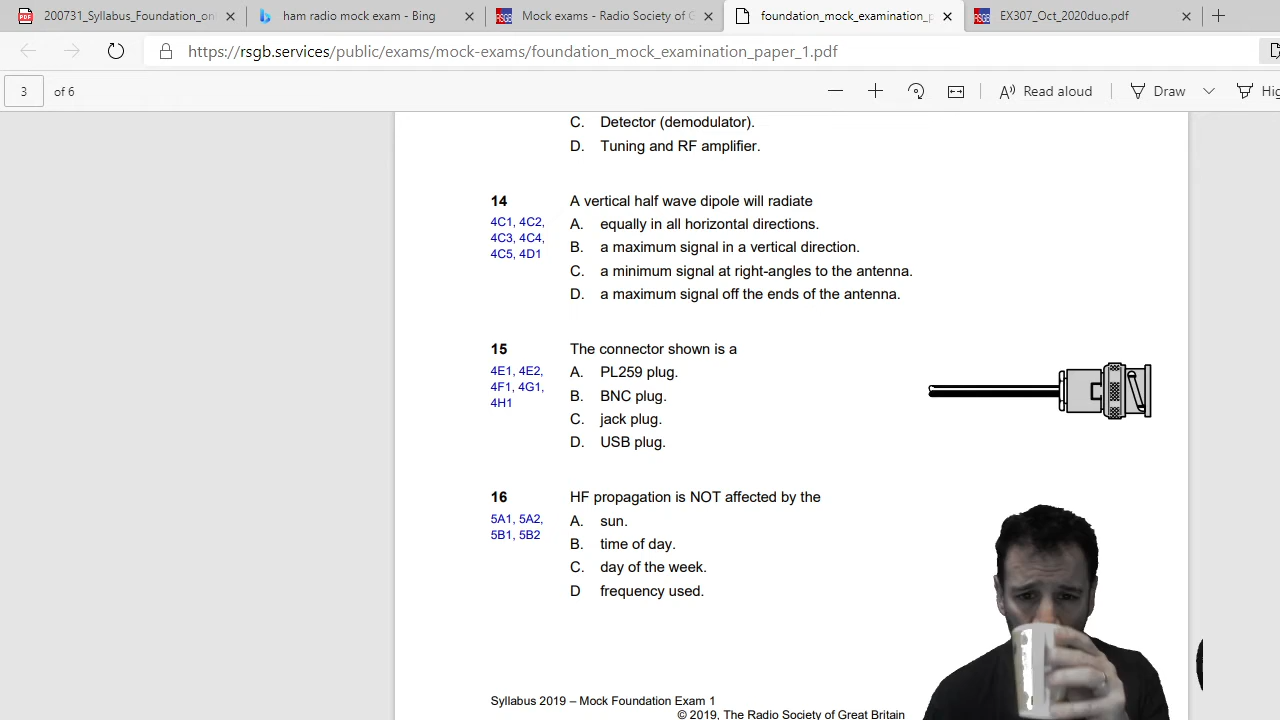 200731_Syllabus_Foundation_on
ham radio mock exam - Bing
Mock exams - Radio Society of G
foundation_mock_examination_p
EX307_Oct_2020duo.pdf
https://rsgb.services/public/exams/mock-exams/foundation_mock_examination_paper_1.pdf
3 of 6
Read aloud
Draw
Hig
C. Detector (demodulator).
D. Tuning and RF amplifier.
14 A vertical half wave dipole will radiate
4C1, 4C2,
4C3, 4C4,
4C5, 4D1
A. equally in all horizontal directions.
B. a maximum signal in a vertical direction.
C. a minimum signal at right-angles to the antenna.
D. a maximum signal off the ends of the antenna.
15 The connector shown is a
4E1, 4E2,
4F1, 4G1,
4H1
A. PL259 plug.
B. BNC plug.
C. jack plug.
D. USB plug.
16 HF propagation is NOT affected by the
5A1, 5A2,
5B1, 5B2
A. sun.
B. time of day.
C. day of the week.
D frequency used.
Syllabus 2019 – Mock Foundation Exam 1
© 2019, The Radio Society of Great Britain